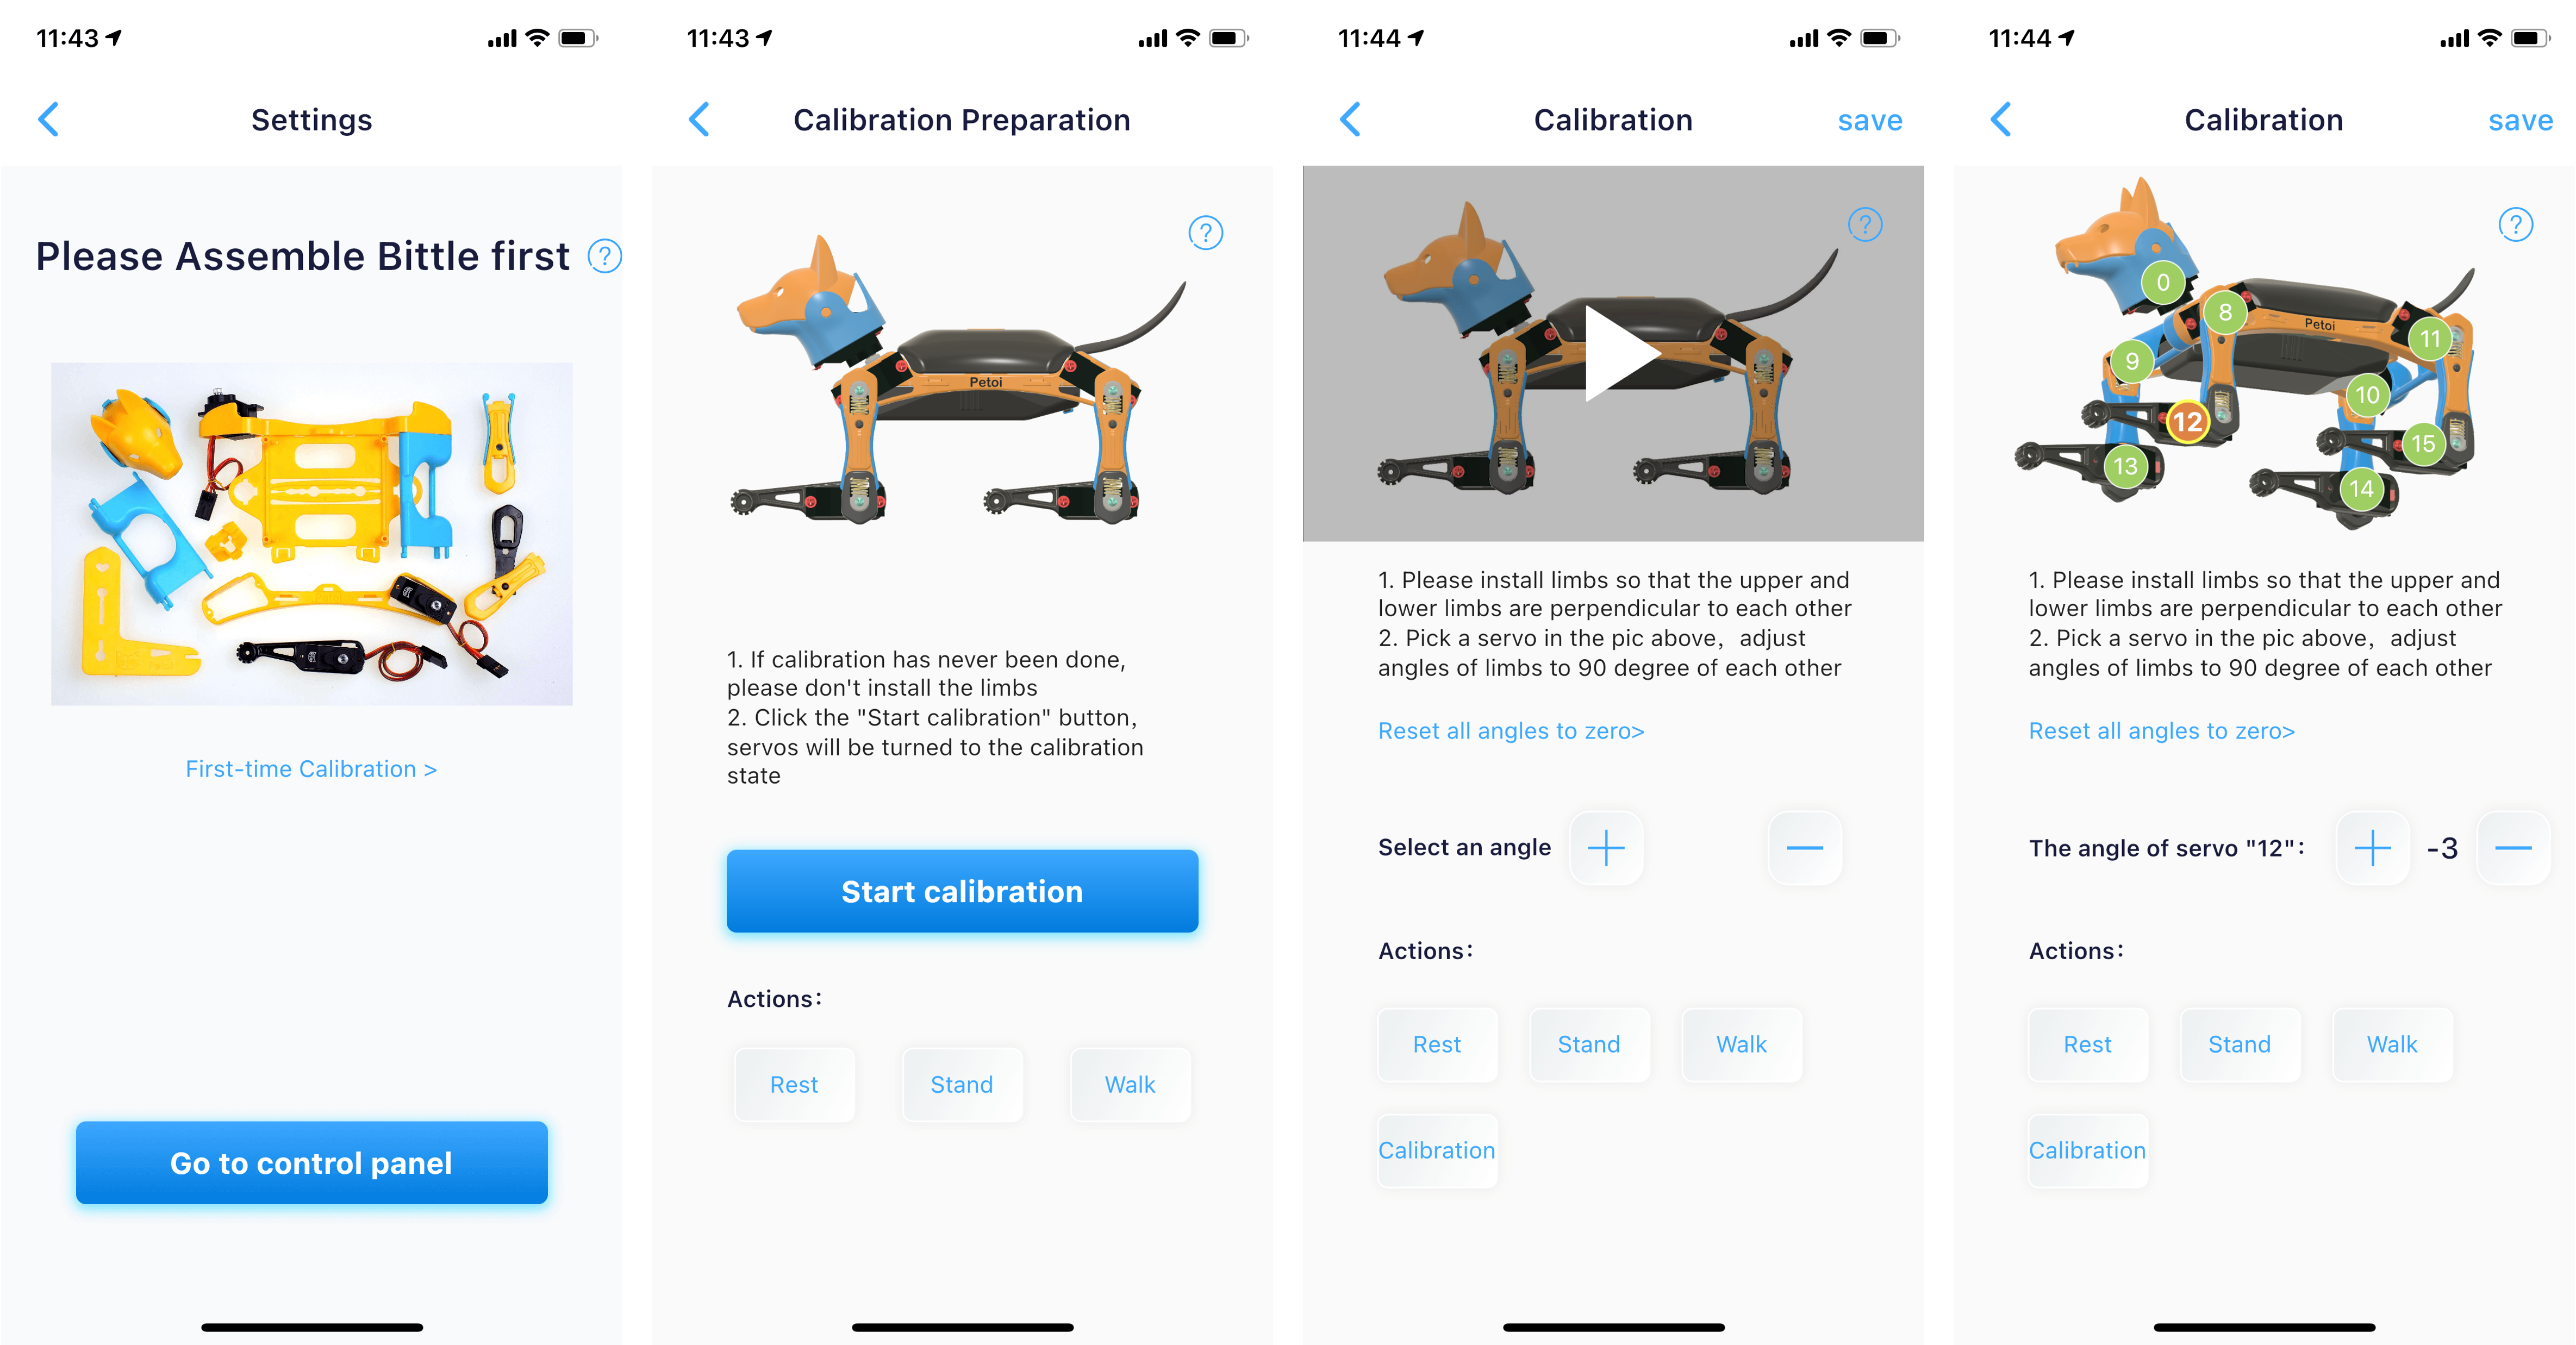 11:43
Settings
Please Assemble Bittle first ?
First-time Calibration >
Go to control panel
11:43
Calibration Preparation
?
Petoi
1. If calibration has never been done,
please don't install the limbs
2. Click the "Start calibration" button,
servos will be turned to the calibration
state
Start calibration
Actions:
Rest Stand Walk
11:44
Calibration save
?
1. Please install limbs so that the upper and
lower limbs are perpendicular to each other
2. Pick a servo in the pic above, adjust
angles of limbs to 90 degree of each other
Reset all angles to zero>
Select an angle + −
Actions:
Rest Stand Walk
Calibration
11:44
Calibration save
?
0
8
Petoi
11
9
10
12
15
13
14
1. Please install limbs so that the upper and
lower limbs are perpendicular to each other
2. Pick a servo in the pic above, adjust
angles of limbs to 90 degree of each other
Reset all angles to zero>
The angle of servo "12": + -3 −
Actions:
Rest Stand Walk
Calibration